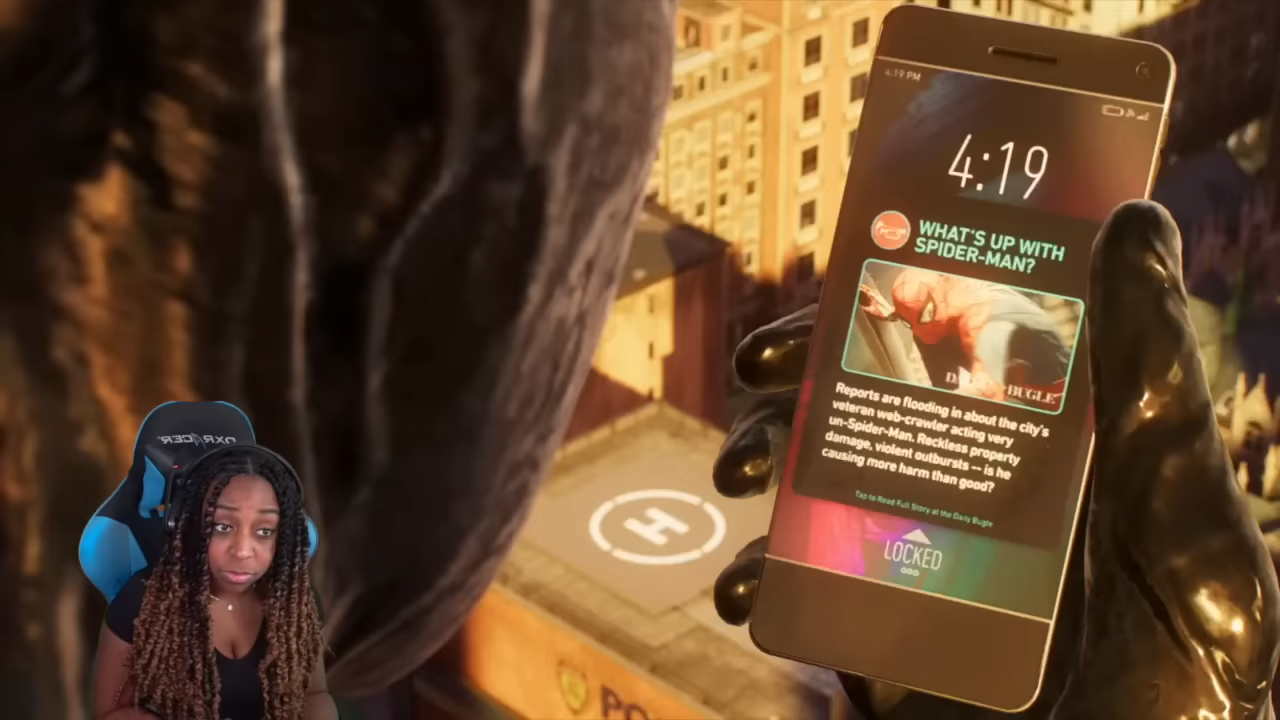 4:19 PM
4:19
WHAT'S UP WITH
SPIDER-MAN?
BUGLE
Reports are flooding in about the city's
veteran web-crawler acting very
un-Spider-Man. Reckless property
damage, violent outbursts — is he
causing more harm than good?
Tap to Read Full Story at the Daily Bugle
LOCKED
H
DXRACER